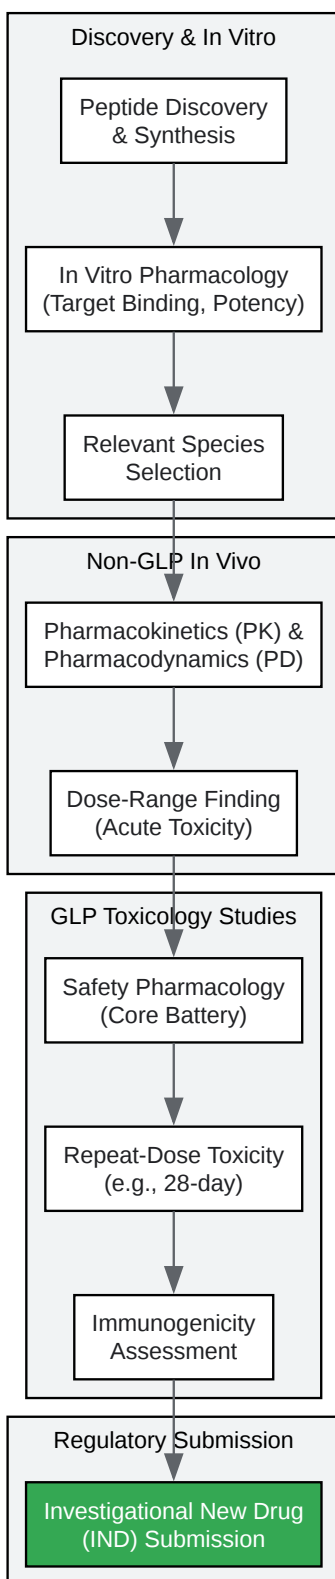 Discovery & In Vitro
Peptide Discovery
& Synthesis
In Vitro Pharmacology
(Target Binding, Potency)
Relevant Species
Selection
Non-GLP In Vivo
Pharmacokinetics (PK) &
Pharmacodynamics (PD)
Dose-Range Finding
(Acute Toxicity)
GLP Toxicology Studies
Safety Pharmacology
(Core Battery)
Repeat-Dose Toxicity
(e.g., 28-day)
Immunogenicity
Assessment
Regulatory Submission
Investigational New Drug
(IND) Submission